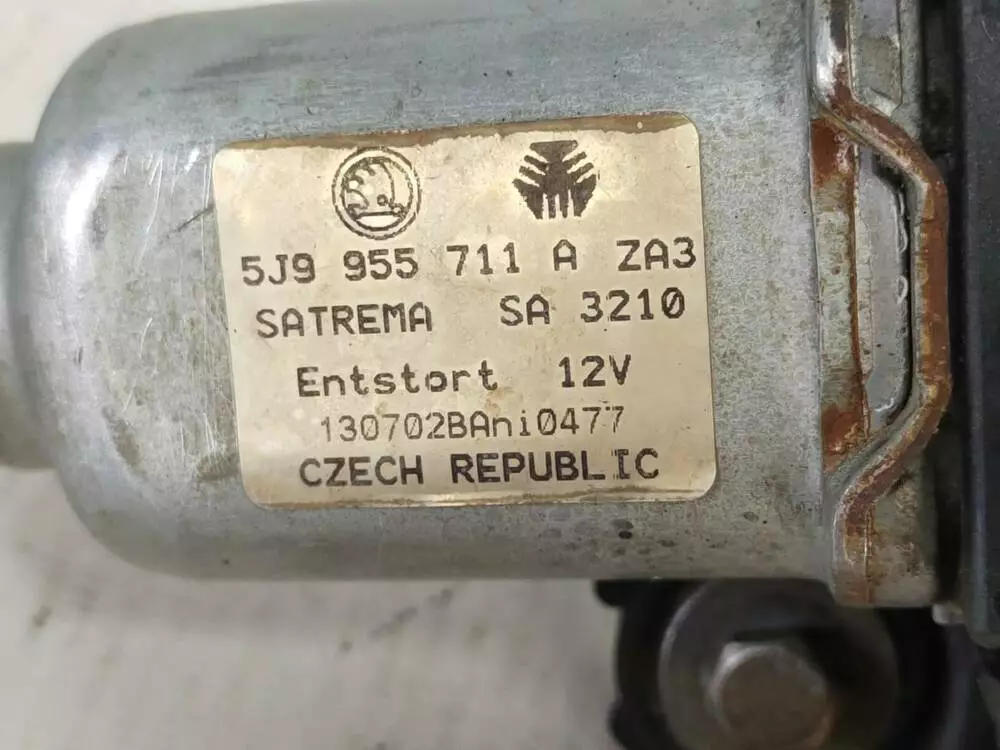 5J9 955 711 A ZA3
SATREMA SA 3210
Entstort 12V
130702BAni0477
CZECH REPUBLIC